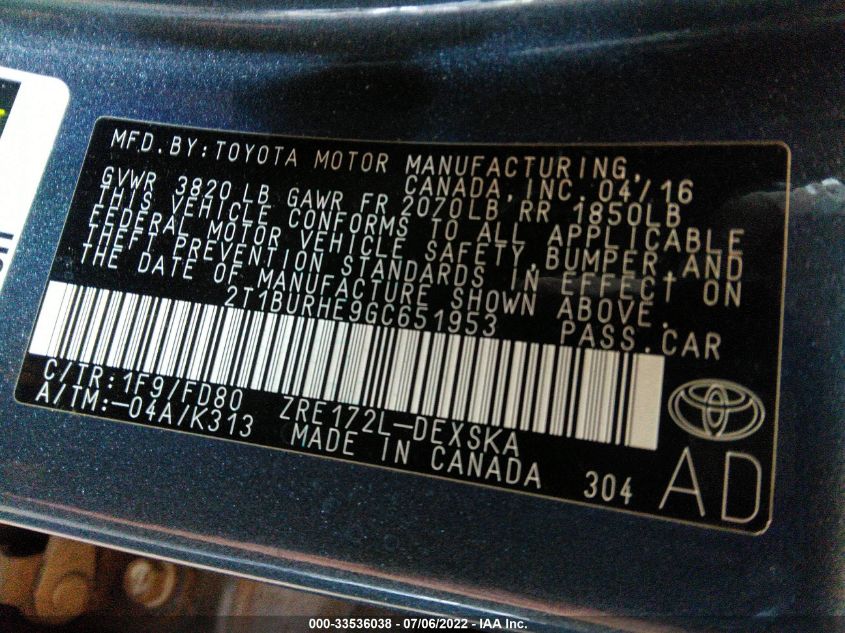 MFD.BY:TOYOTA MOTOR MANUFACTURING,
CANADA, INC. 04/16
GVWR 3820 LB GAWR FR 2070LB RR 1850LB
THIS VEHICLE CONFORMS TO ALL APPLICABLE
FEDERAL MOTOR VEHICLE SAFETY,BUMPER,AND
THEFT PREVENTION STANDARDS IN EFFECT ON
THE DATE OF MANUFACTURE SHOWN ABOVE.
2T1BURHE9GC651953 PASS.CAR
C/TR:1F9/FD80 ZRE172L-DEXSKA
A/TM:-04A/K313 MADE IN CANADA 304
AD
000-33536038 - 07/06/2022 - IAA Inc.